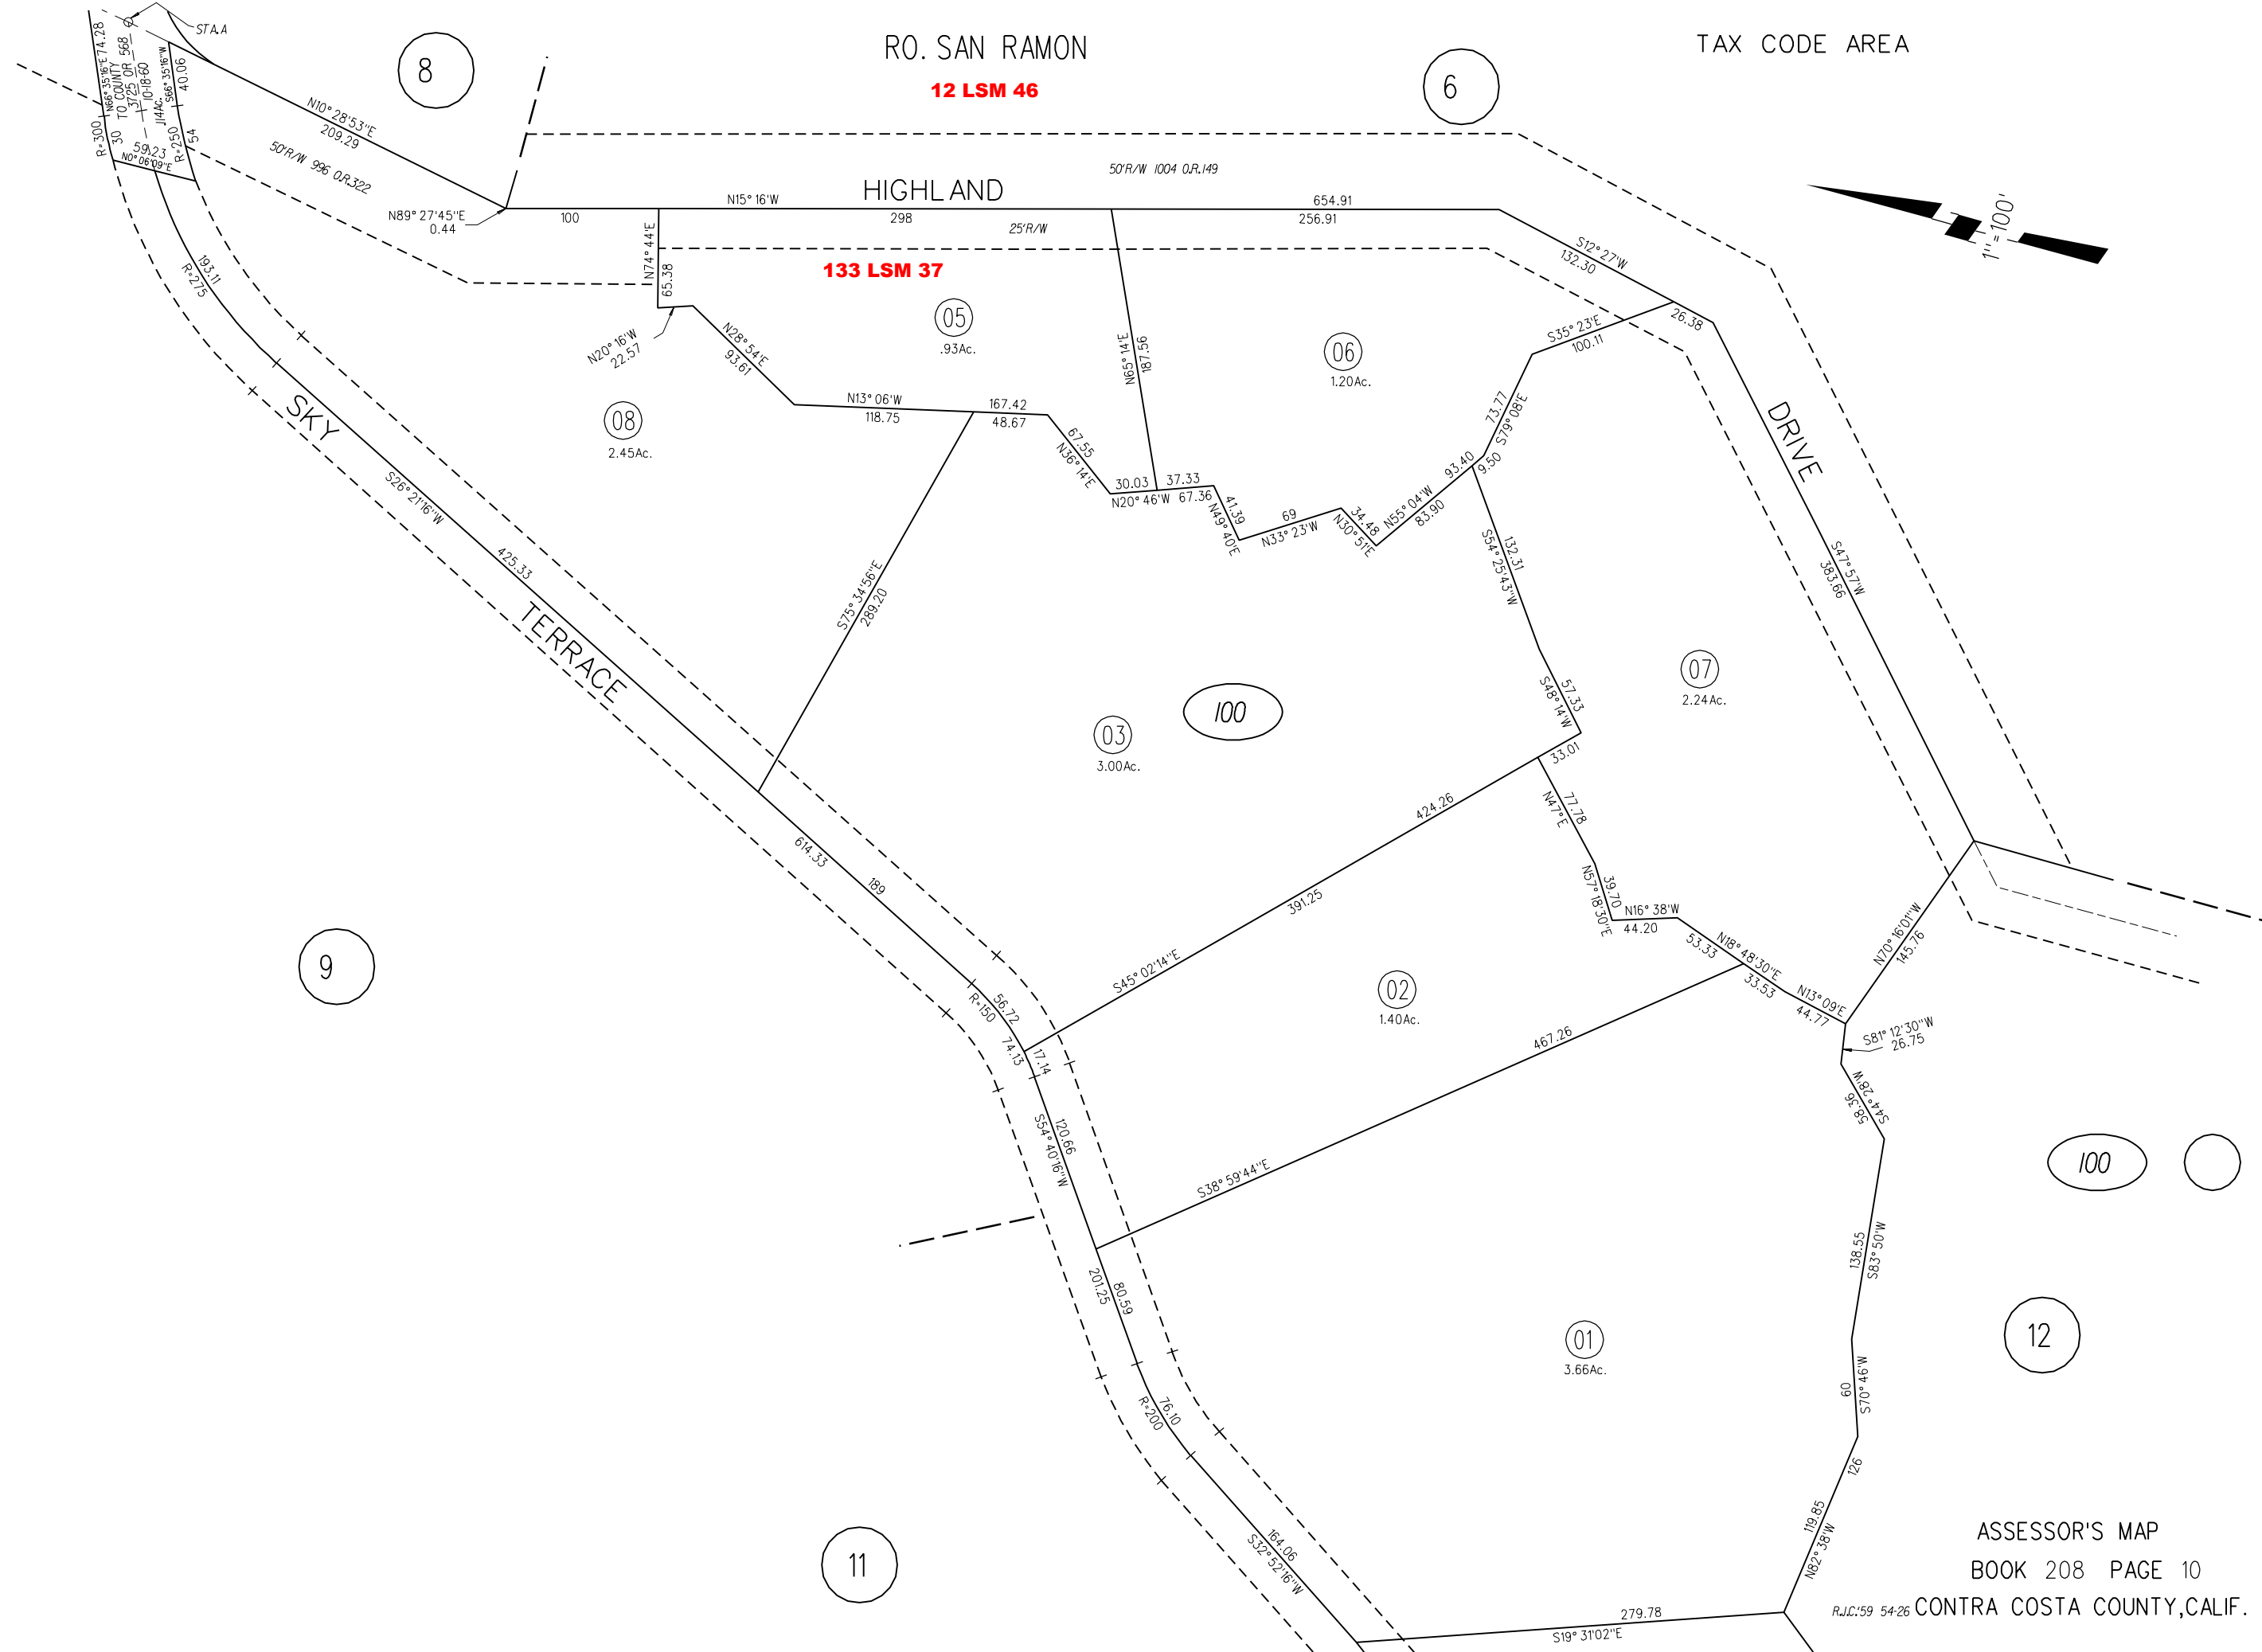 RO. SAN RAMON
12 LSM 46
TAX CODE AREA
8
6
STA.A
N66°35'16"E 74.28
TO COUNTY
3725 OR 568
10-18-60
.114Ac.
S66°35'16"W
40.06
R=300
30
59.23
N0°06'09"E
R=250
54
N10°28'53"E
209.29
50'R/W 996 O.R.322
50'R/W 1004 O.R.149
N89°27'45"E
0.44
N15°16'W
HIGHLAND
654.91
100
298
25'R/W
256.91
1"=100'
133 LSM 37
N74°44'E
65.38
S12°27'W
132.30
26.38
193.11
R=275
N20°16'W
22.57
N28°54'E
93.61
05
.93Ac.
N65°14'E
187.56
06
1.20Ac.
S35°23'E
100.11
DRIVE
08
2.45Ac.
N13°06'W
118.75
167.42
48.67
67.55
N36°14'E
73.77
S79°08'E
SKY
S26°21'16"W
30.03
37.33
N20°46'W 67.36
41.39
N49°40'E
69
N33°23'W
34.48
N30°51'E
93.40
N55°04'W
83.90
9.50
425.33
132.31
S54°25'43"W
S47°57'W
383.66
S75°34'56"E
289.20
TERRACE
07
2.24Ac.
57.33
S48°14'W
03
3.00Ac.
100
33.01
424.26
77.78
N47°E
614.33
189
391.25
39.70
N57°18'30"E
N16°38'W
44.20
N18°48'30"E
53.33
33.53
N70°16'01"W
145.76
9
S45°02'14"E
02
1.40Ac.
N13°09'E
44.77
56.72
R=150
74.13
17.14
467.26
S81°12'30"W
26.75
120.66
S54°40'16"W
S44°28'W
58.36
S38°59'44"E
100
201.25
80.59
138.55
S83°50'W
01
3.66Ac.
12
76.10
R=200
60
S70°46'W
126
119.85
N82°38'W
11
164.06
S32°52'16"W
279.78
S19°31'02"E
ASSESSOR'S MAP
BOOK 208 PAGE 10
R.J.C.'59 54-26 CONTRA COSTA COUNTY,CALIF.